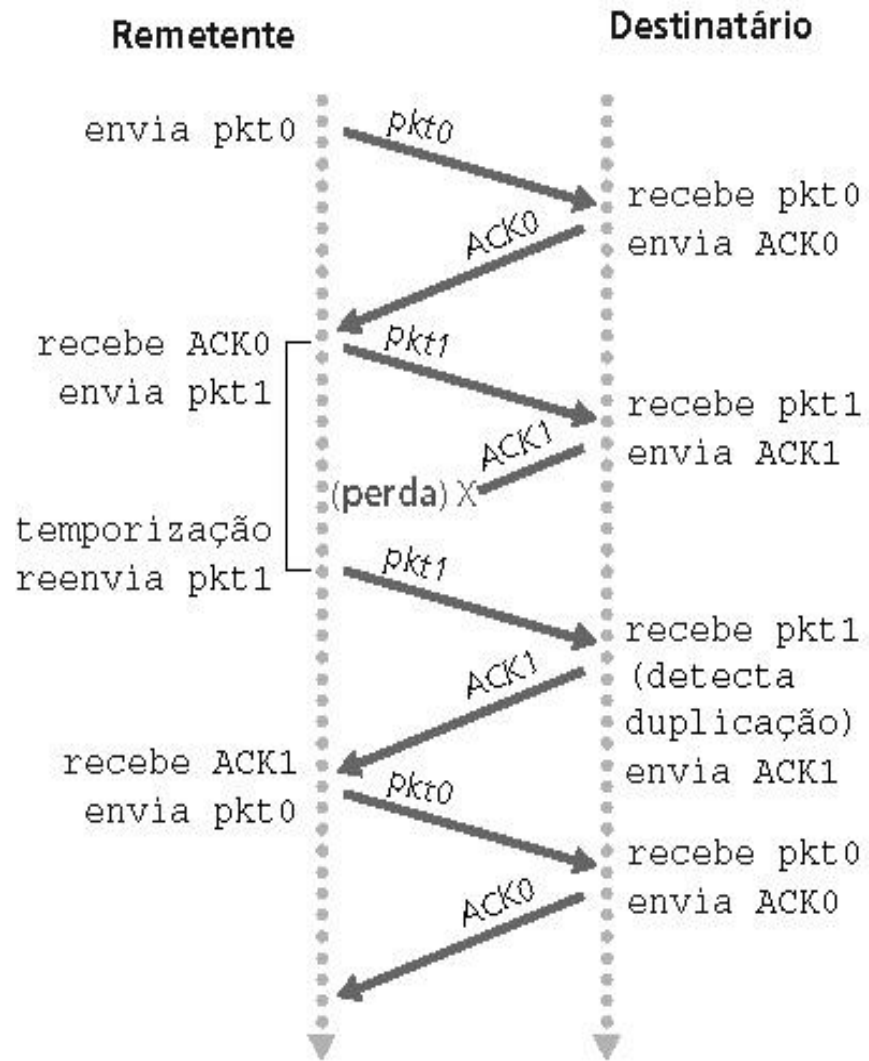 Remetente
Destinatário
envia pkt0
pkt0
recebe pkt0
envia ACK0
ACK0
recebe ACK0
envia pkt1
pkt1
recebe pkt1
envia ACK1
ACK1
(perda) X
temporização
reenvia pkt1
pkt1
recebe pkt1
(detecta
duplicação)
envia ACK1
ACK1
recebe ACK1
envia pkt0
pkt0
recebe pkt0
envia ACK0
ACK0